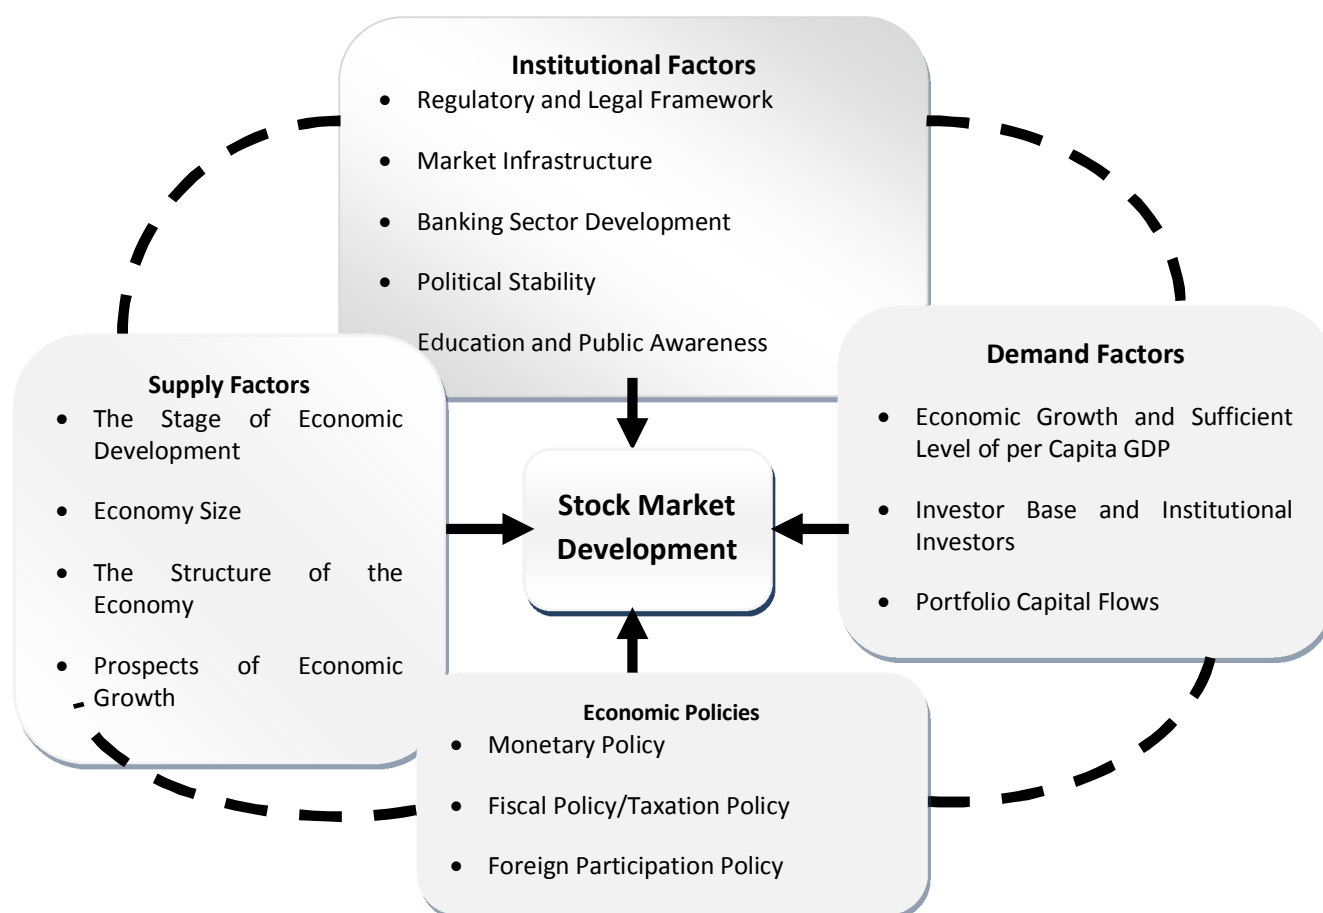 Institutional Factors
• Regulatory and Legal Framework
• Market Infrastructure
• Banking Sector Development
• Political Stability
Education and Public Awareness
Supply Factors
• The Stage of Economic
Development
• Economy Size
• The Structure of the
Economy
• Prospects of Economic
Growth
Stock Market
Development
Demand Factors
• Economic Growth and Sufficient
Level of per Capita GDP
• Investor Base and Institutional
Investors
• Portfolio Capital Flows
Economic Policies
• Monetary Policy
• Fiscal Policy/Taxation Policy
• Foreign Participation Policy